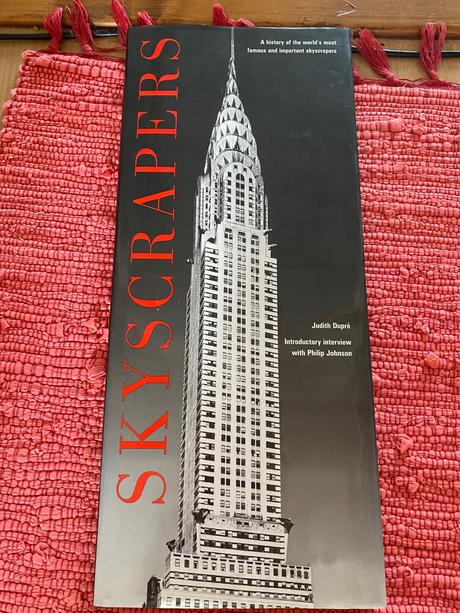 SKYSCRAPERS
A history of the world's most
famous and important skyscrapers
Judith Dupré
Introductory interview
with Philip Johnson